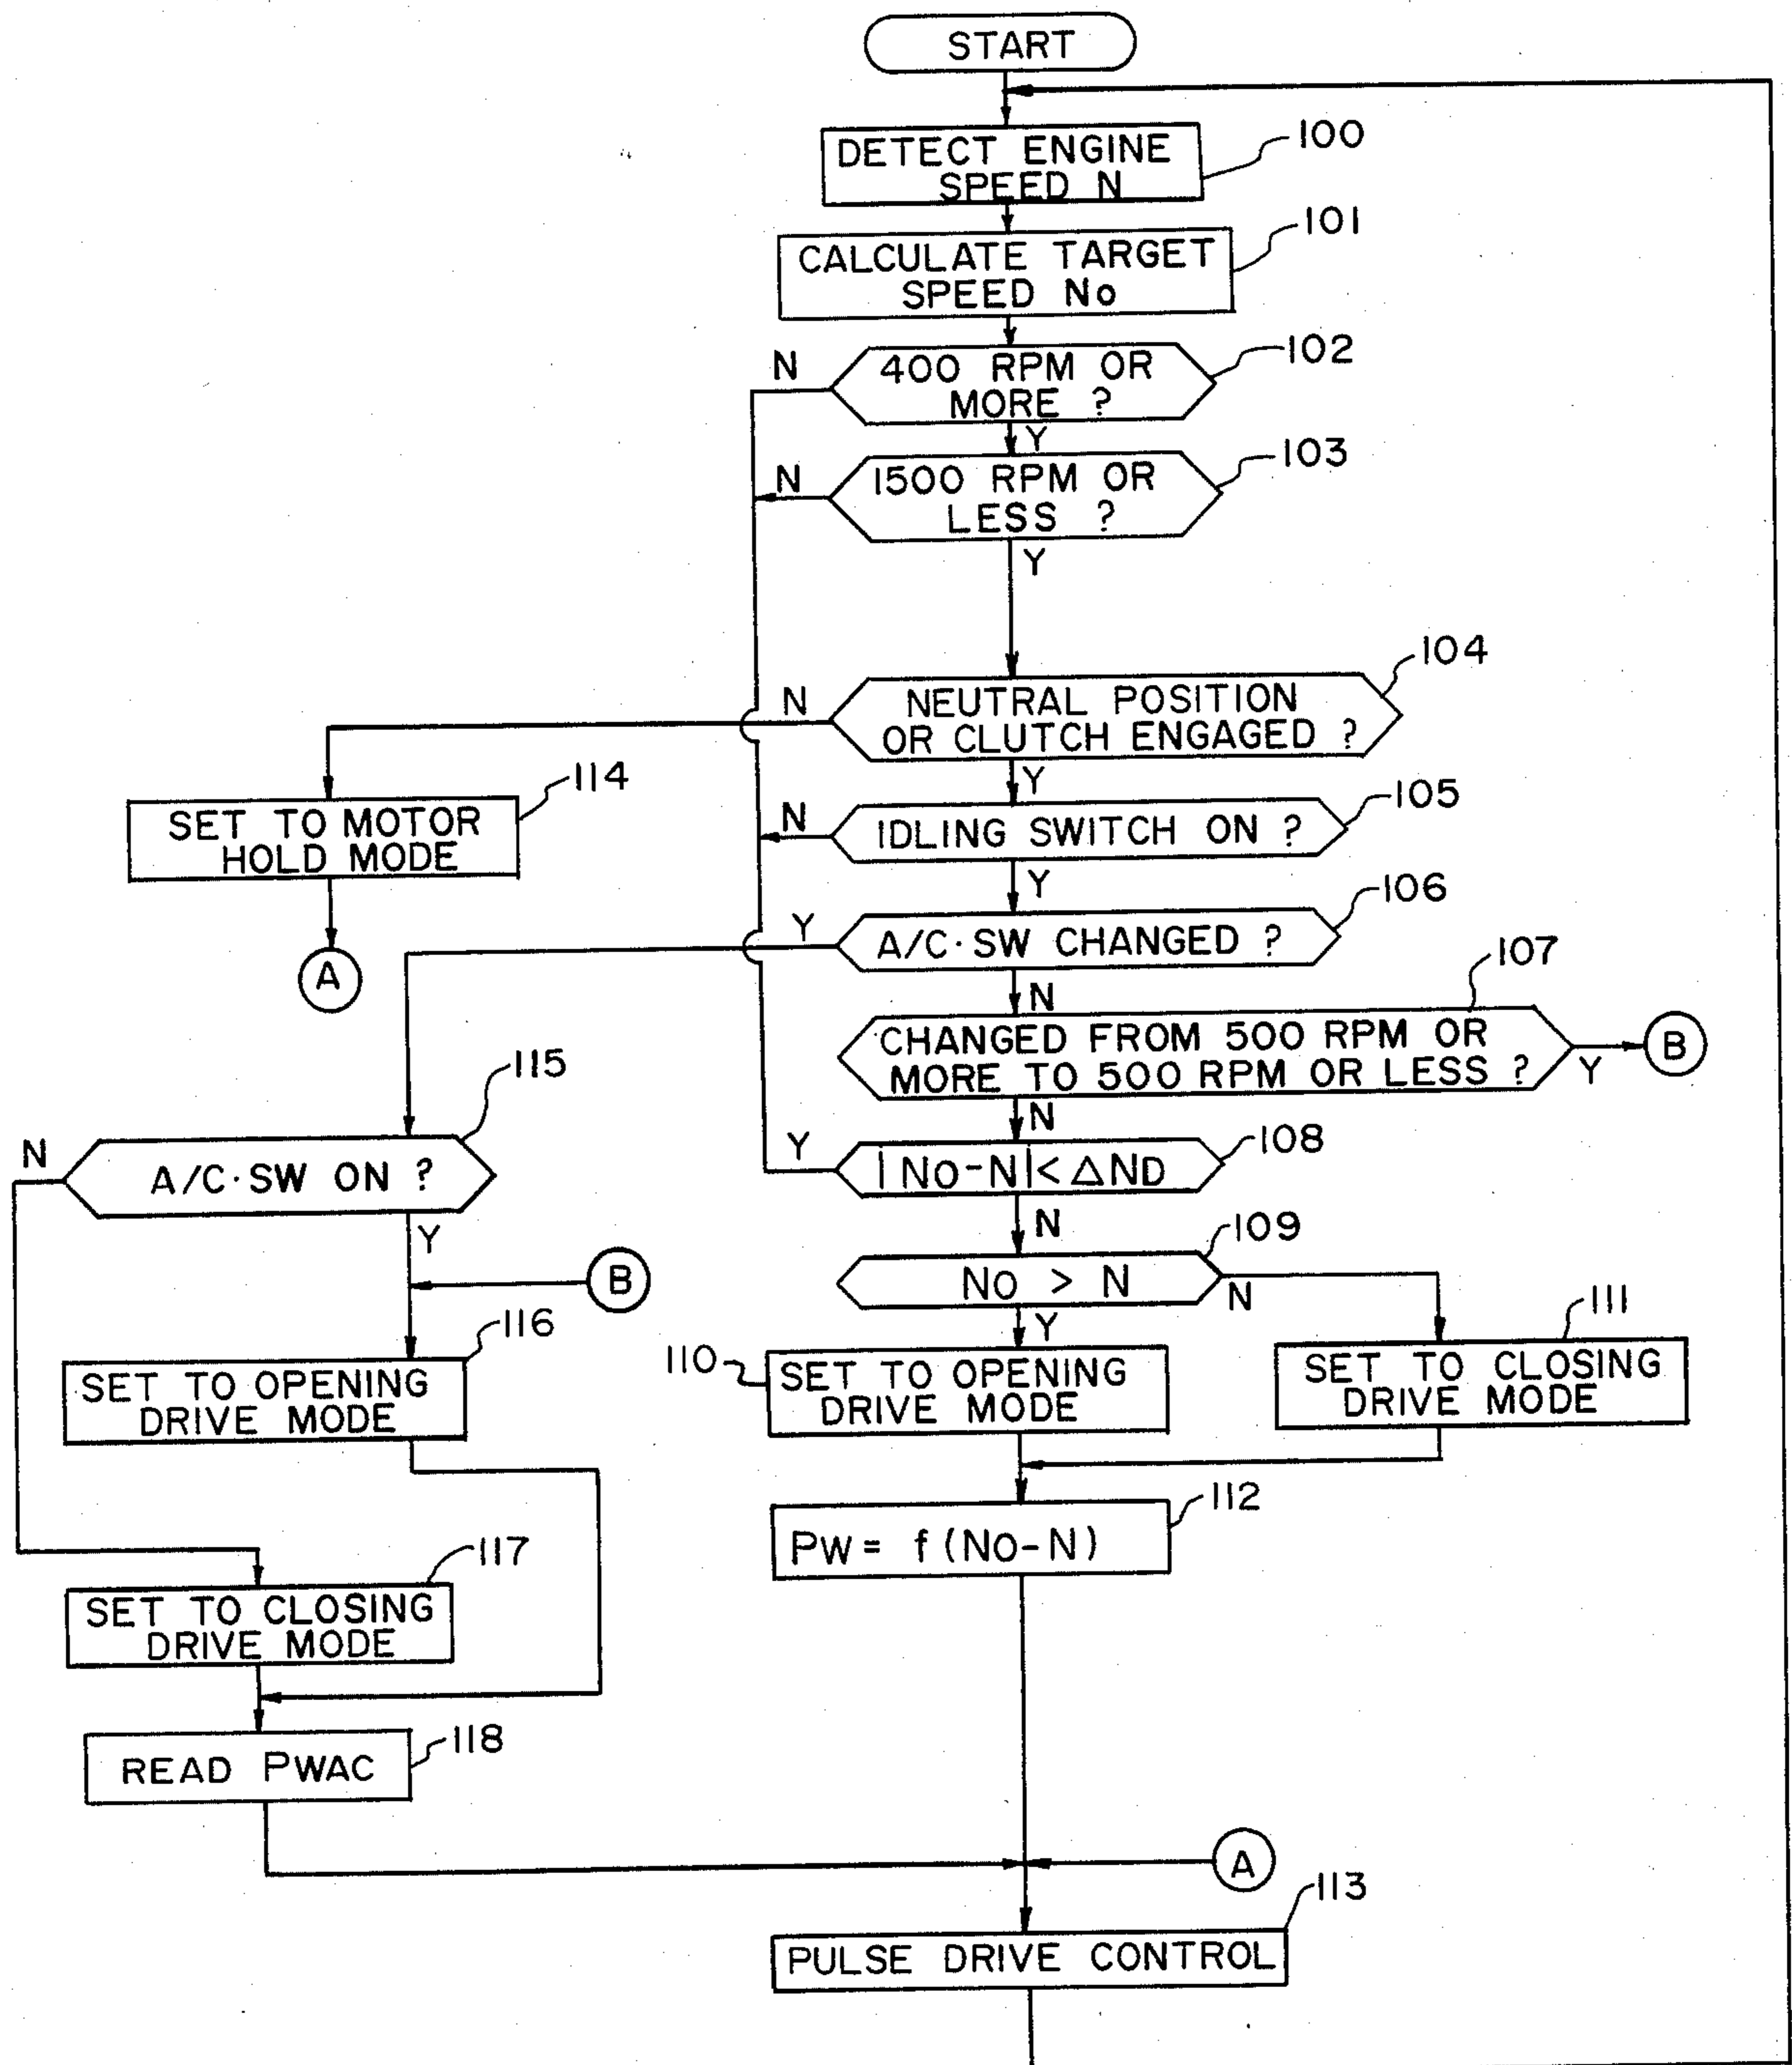 START
DETECT ENGINE
SPEED N
100
CALCULATE TARGET
SPEED No
101
400 RPM OR
MORE ?
102
N
Y
1500 RPM OR
LESS ?
103
N
Y
NEUTRAL POSITION
OR CLUTCH ENGAGED ?
104
N
Y
SET TO MOTOR
HOLD MODE
114
A
IDLING SWITCH ON ?
105
N
Y
A/C·SW CHANGED ?
106
Y
N
CHANGED FROM 500 RPM OR
MORE TO 500 RPM OR LESS ?
107
Y
B
N
|No-N|<△ND
108
Y
N
A/C·SW ON ?
115
N
Y
B
No > N
109
N
Y
SET TO OPENING
DRIVE MODE
116
110
SET TO OPENING
DRIVE MODE
SET TO CLOSING
DRIVE MODE
111
PW = f (No-N)
112
SET TO CLOSING
DRIVE MODE
117
READ PWAC
118
A
PULSE DRIVE CONTROL
113